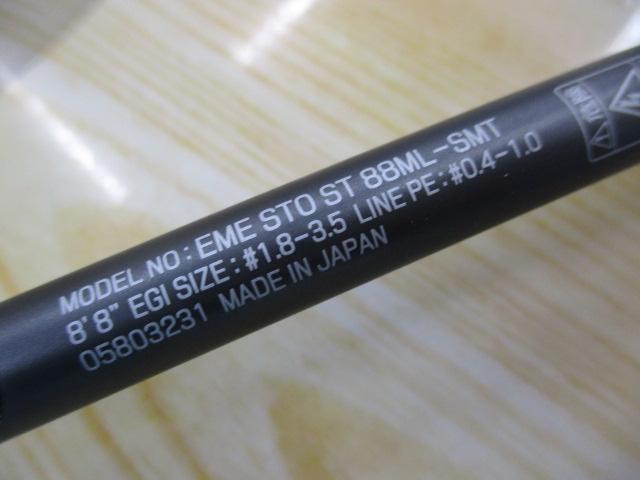 MODEL NO : EME STO ST 88ML-SMT
8'8" EGI SIZE : #1.8-3.5 LINE PE : #0.4-1.0
05803231 MADE IN JAPAN